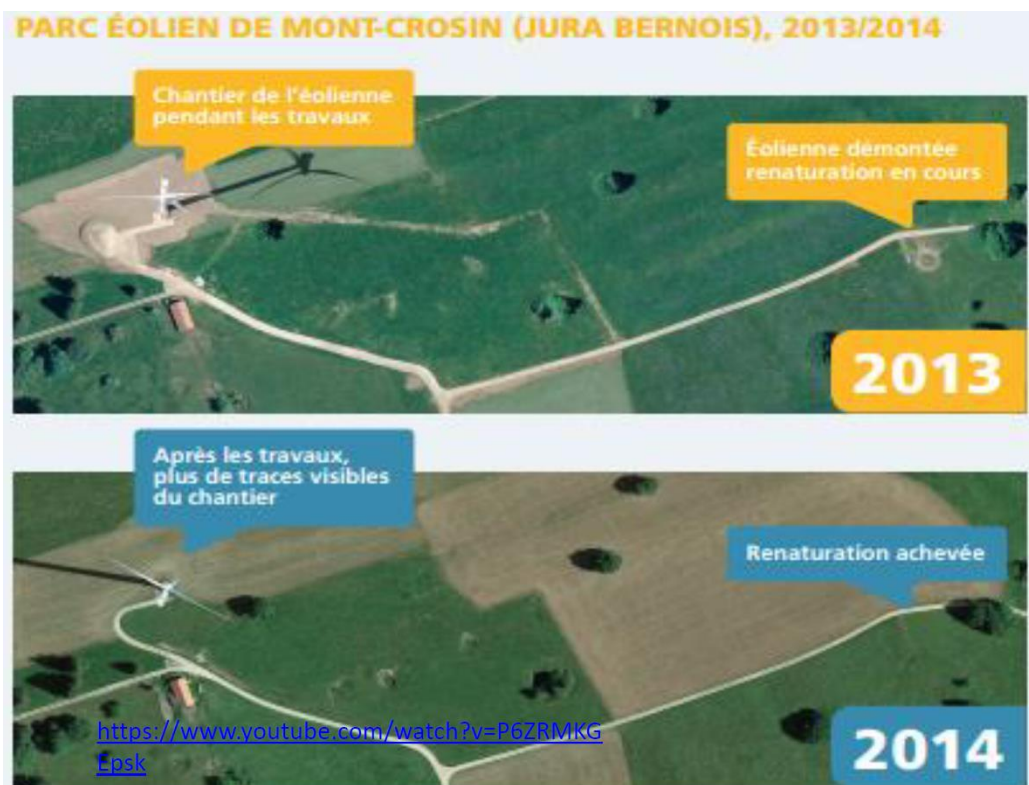 PARC ÉOLIEN DE MONT-CROSIN (JURA BERNOIS), 2013/2014
Chantier de l'éolienne
pendant les travaux
Éolienne démontée
renaturation en cours
2013
Après les travaux,
plus de traces visibles
du chantier
Renaturation achevée
https://www.youtube.com/watch?v=P6ZRMKG
Epsk
2014